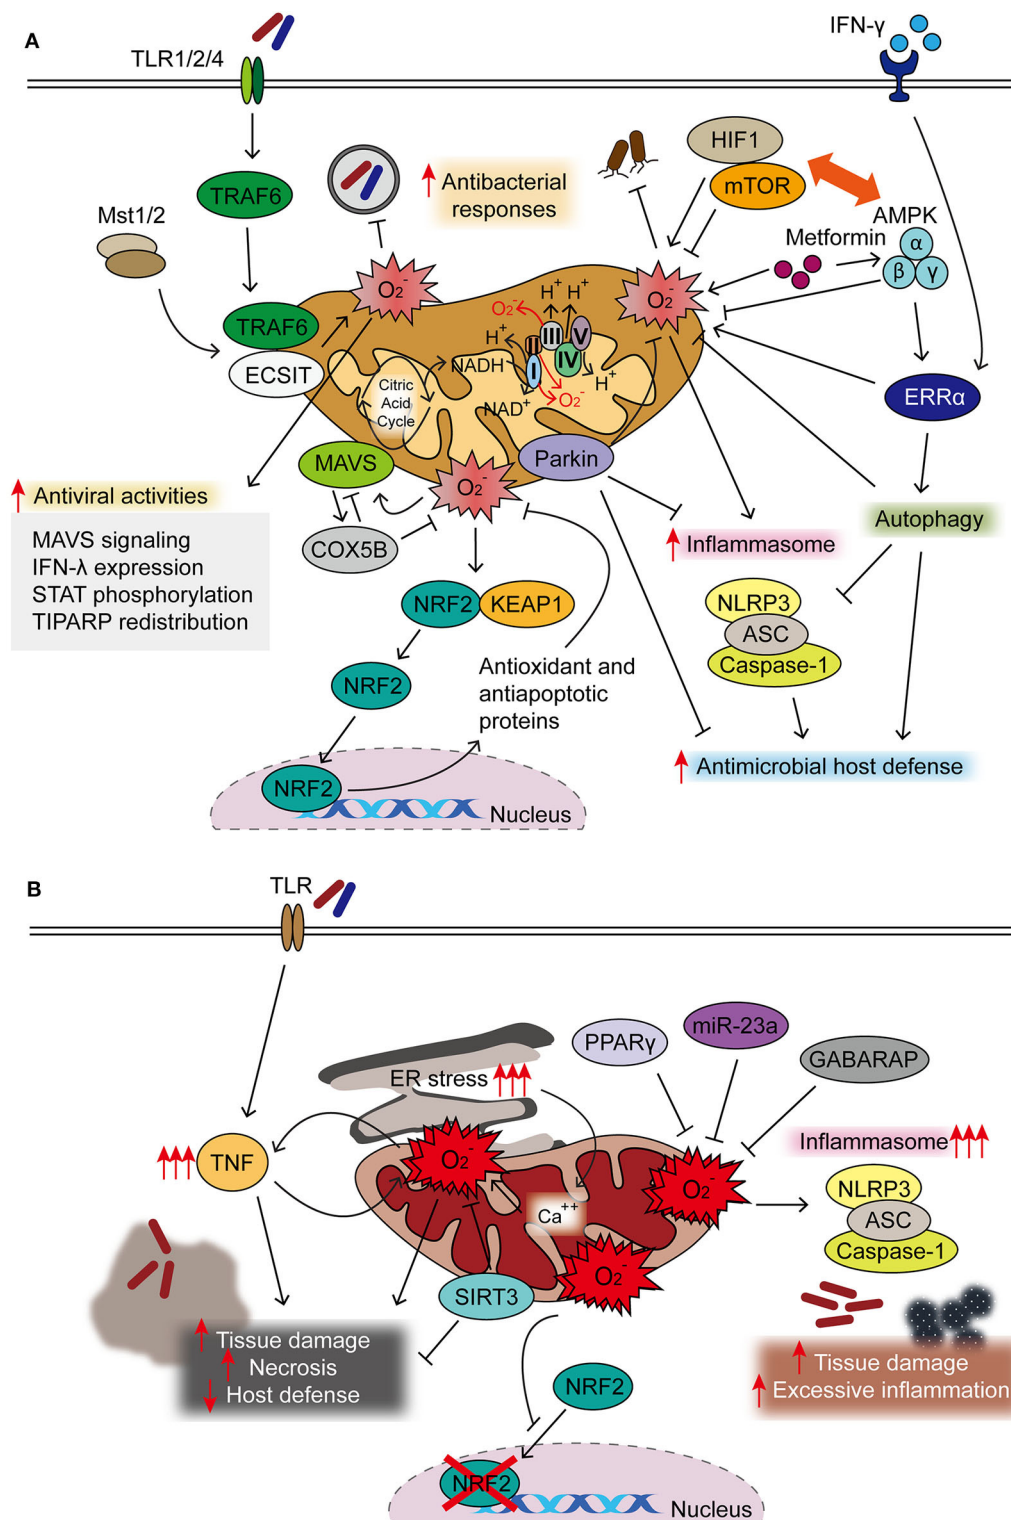 A
TLR1/2/4
IFN-γ
TRAF6
Mst1/2
Antibacterial
responses
HIF1
mTOR
AMPK
Metformin
α
β
γ
O₂⁻
O₂⁻
TRAF6
ECSIT
H⁺
H⁺
O₂⁻
H⁺
III
V
II
IV
I
H⁺
NADH
NAD⁺
O₂⁻
Citric
Acid
Cycle
ERRα
MAVS
Parkin
O₂⁻
Antiviral activities
MAVS signaling
IFN-λ expression
STAT phosphorylation
TIPARP redistribution
COX5B
Autophagy
Inflammasome
NLRP3
ASC
Caspase-1
NRF2
KEAP1
NRF2
Antioxidant and
antiapoptotic
proteins
Antimicrobial host defense
NRF2
Nucleus
B
TLR
PPARγ
miR-23a
GABARAP
ER stress
TNF
O₂⁻
O₂⁻
Ca⁺⁺
O₂⁻
SIRT3
Inflammasome
NLRP3
ASC
Caspase-1
Tissue damage
Necrosis
Host defense
Tissue damage
Excessive inflammation
NRF2
NRF2
Nucleus